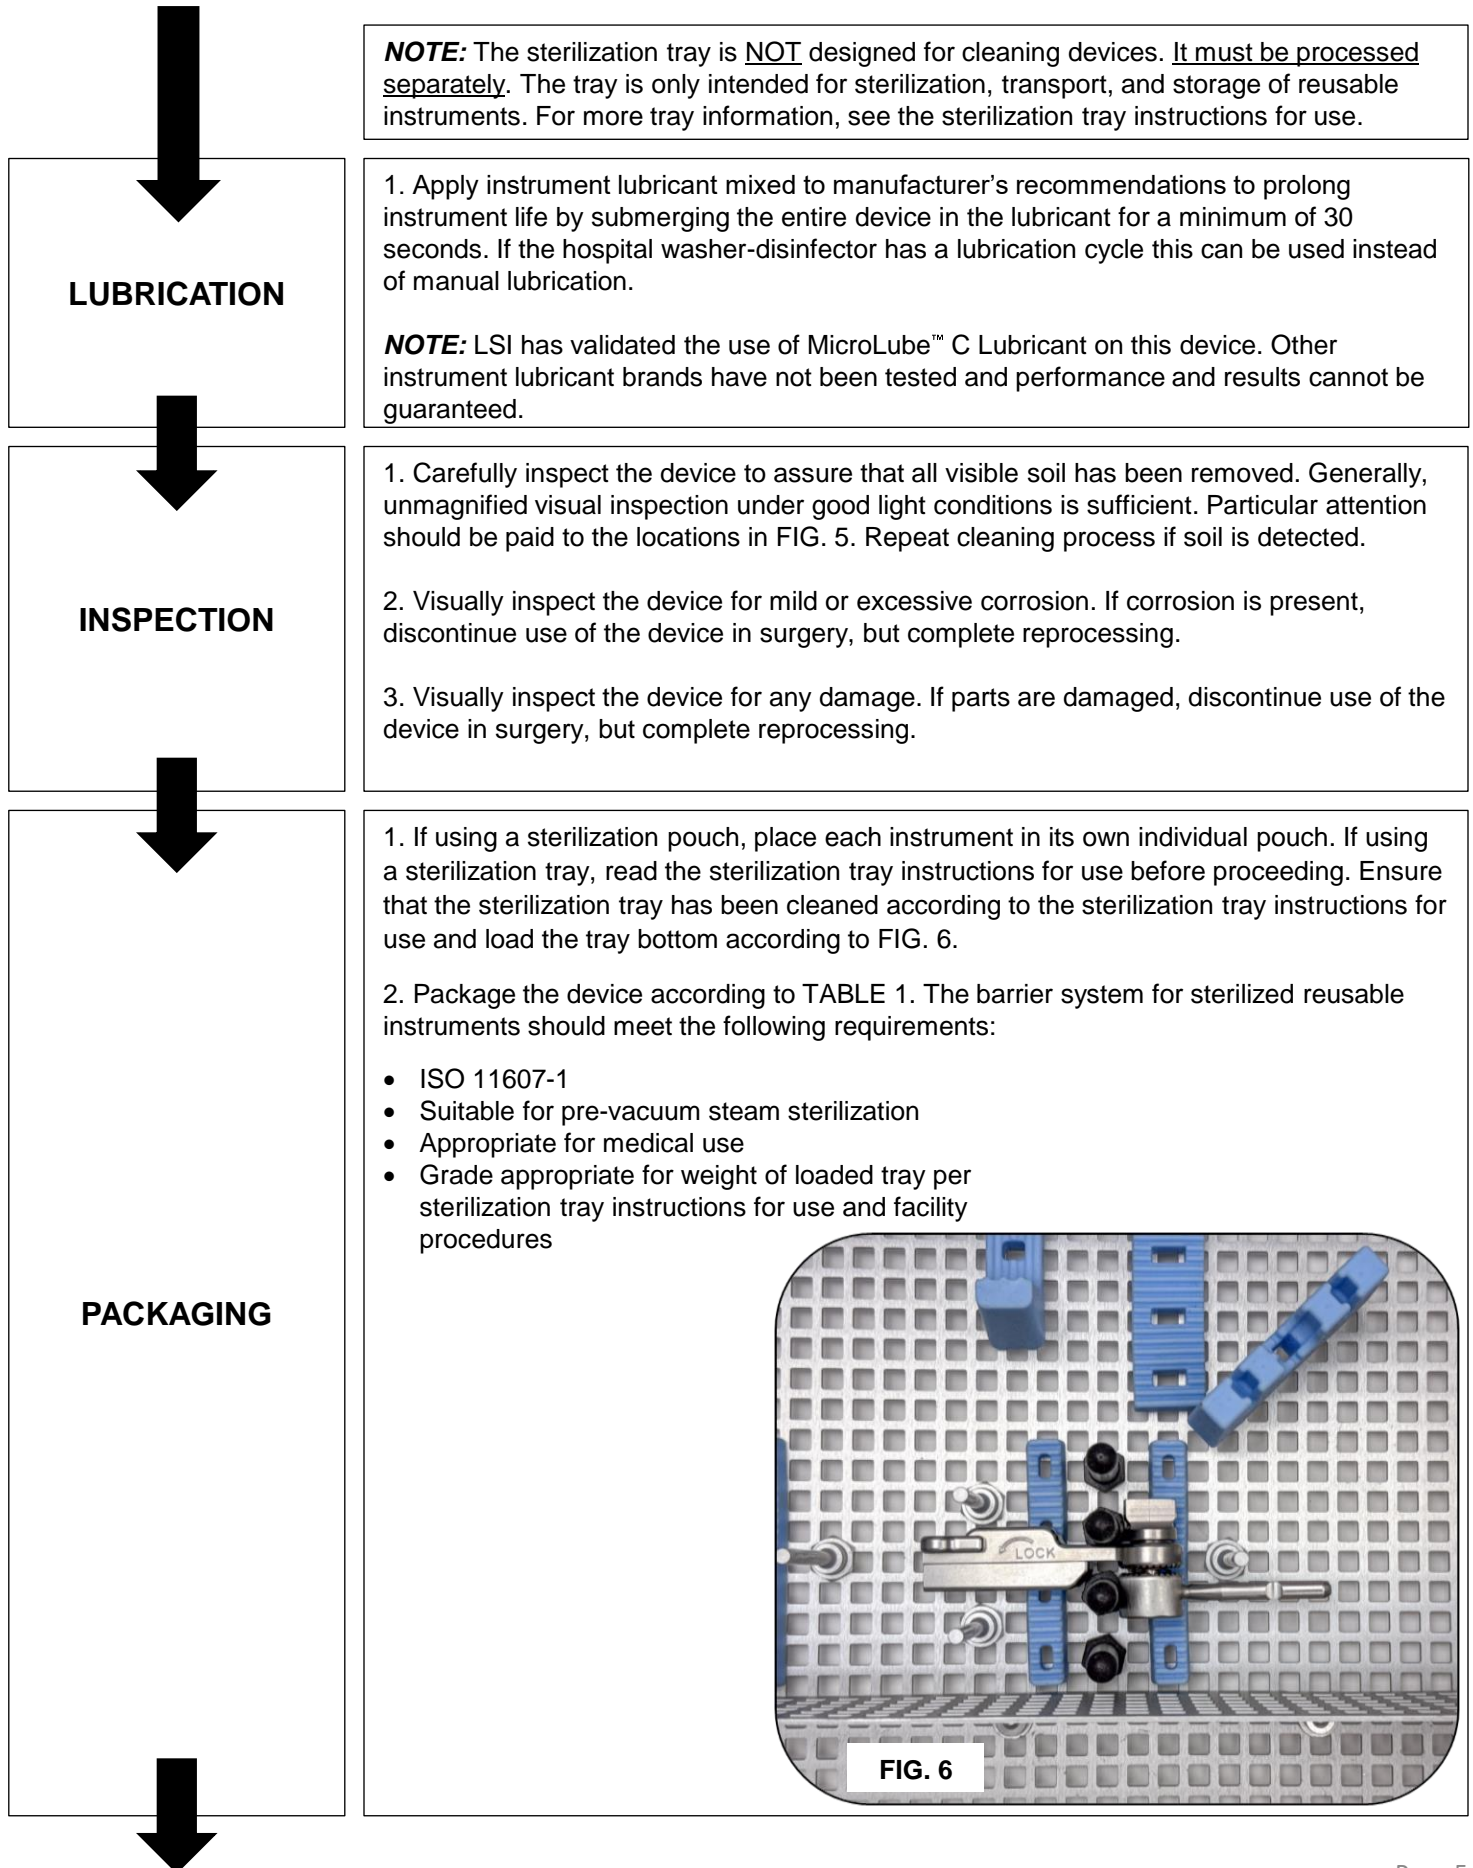 NOTE: The sterilization tray is NOT designed for cleaning devices. It must be processed
separately. The tray is only intended for sterilization, transport, and storage of reusable
instruments. For more tray information, see the sterilization tray instructions for use.
LUBRICATION
1. Apply instrument lubricant mixed to manufacturer’s recommendations to prolong
instrument life by submerging the entire device in the lubricant for a minimum of 30
seconds. If the hospital washer-disinfector has a lubrication cycle this can be used instead
of manual lubrication.
NOTE: LSI has validated the use of MicroLube™ C Lubricant on this device. Other
instrument lubricant brands have not been tested and performance and results cannot be
guaranteed.
INSPECTION
1. Carefully inspect the device to assure that all visible soil has been removed. Generally,
unmagnified visual inspection under good light conditions is sufficient. Particular attention
should be paid to the locations in FIG. 5. Repeat cleaning process if soil is detected.
2. Visually inspect the device for mild or excessive corrosion. If corrosion is present,
discontinue use of the device in surgery, but complete reprocessing.
3. Visually inspect the device for any damage. If parts are damaged, discontinue use of the
device in surgery, but complete reprocessing.
PACKAGING
1. If using a sterilization pouch, place each instrument in its own individual pouch. If using
a sterilization tray, read the sterilization tray instructions for use before proceeding. Ensure
that the sterilization tray has been cleaned according to the sterilization tray instructions for
use and load the tray bottom according to FIG. 6.
2. Package the device according to TABLE 1. The barrier system for sterilized reusable
instruments should meet the following requirements:
• ISO 11607-1
• Suitable for pre-vacuum steam sterilization
• Appropriate for medical use
• Grade appropriate for weight of loaded tray per
sterilization tray instructions for use and facility
procedures
LOCK
FIG. 6